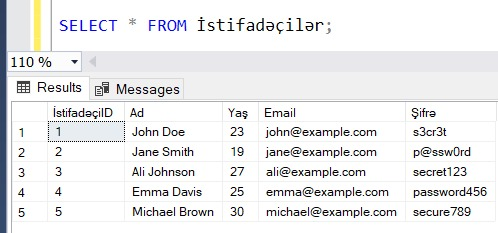 SELECT * FROM İstifadəçilər;
110 %
Results Messages
İstifadəçiID Ad Yaş Email Şifrə
1 1 John Doe 23 john@example.com s3cr3t
2 2 Jane Smith 19 jane@example.com p@ssw0rd
3 3 Ali Johnson 27 ali@example.com secret123
4 4 Emma Davis 25 emma@example.com password456
5 5 Michael Brown 30 michael@example.com secure789